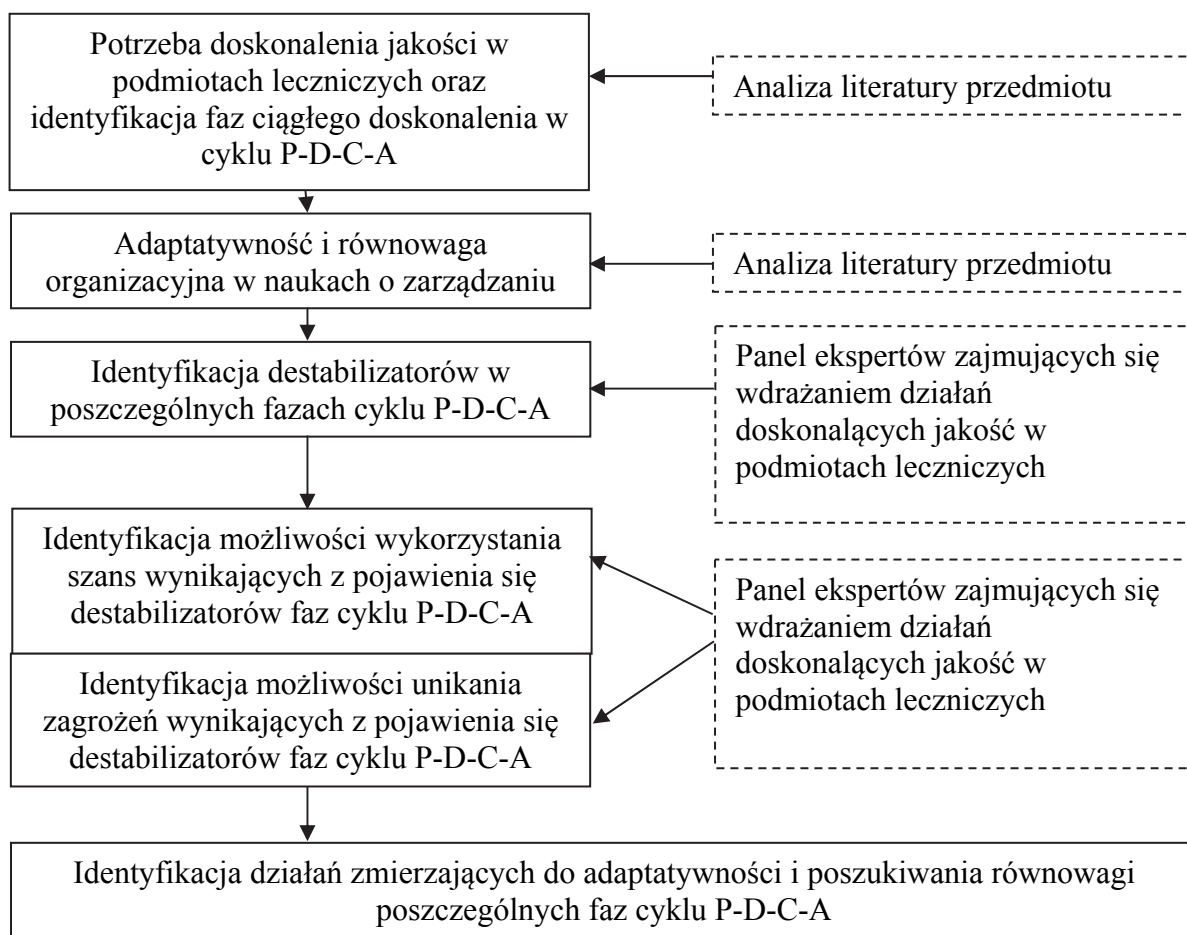 Potrzeba doskonalenia jakości w
podmiotach leczniczych oraz
identyfikacja faz ciągłego doskonalenia w
cyklu P-D-C-A
Analiza literatury przedmiotu
Adaptatywność i równowaga
organizacyjna w naukach o zarządzaniu
Analiza literatury przedmiotu
Identyfikacja destabilizatorów w
poszczególnych fazach cyklu P-D-C-A
Panel ekspertów zajmujących się
wdrażaniem działań
doskonalących jakość w
podmiotach leczniczych
Identyfikacja możliwości wykorzystania
szans wynikających z pojawienia się
destabilizatorów faz cyklu P-D-C-A
Identyfikacja możliwości unikania
zagrożeń wynikających z pojawienia się
destabilizatorów faz cyklu P-D-C-A
Panel ekspertów zajmujących się
wdrażaniem działań
doskonalących jakość w
podmiotach leczniczych
Identyfikacja działań zmierzających do adaptatywności i poszukiwania równowagi
poszczególnych faz cyklu P-D-C-A